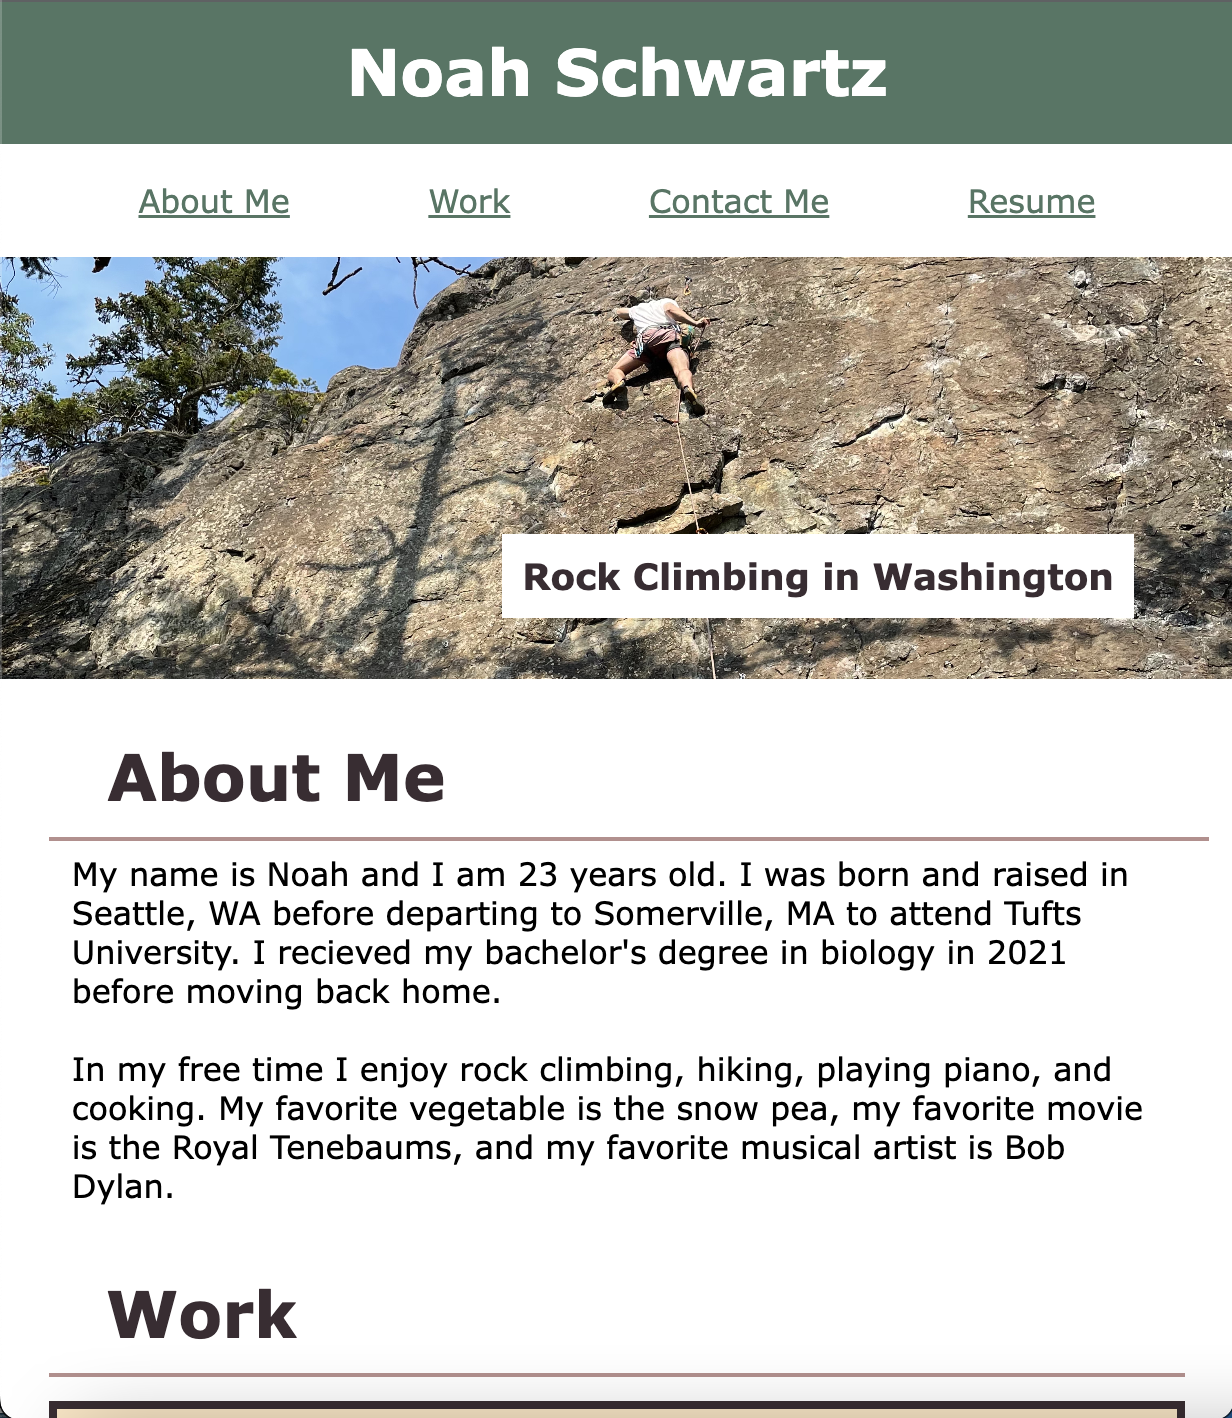 Noah Schwartz
About Me Work Contact Me Resume
Rock Climbing in Washington
About Me
My name is Noah and I am 23 years old. I was born and raised in
Seattle, WA before departing to Somerville, MA to attend Tufts
University. I recieved my bachelor's degree in biology in 2021
before moving back home.
In my free time I enjoy rock climbing, hiking, playing piano, and
cooking. My favorite vegetable is the snow pea, my favorite movie
is the Royal Tenebaums, and my favorite musical artist is Bob
Dylan.
Work